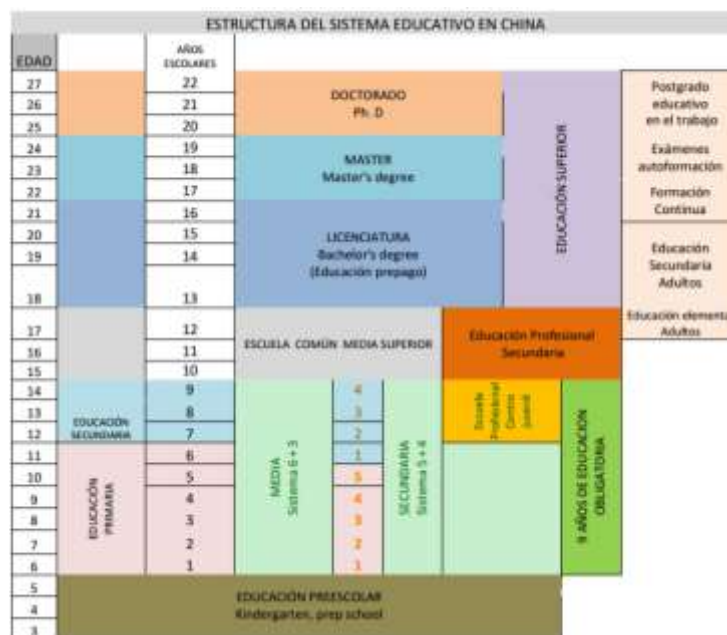 ESTRUCTURA DEL SISTEMA EDUCATIVO EN CHINA
EDAD
AÑOS
ESCOLARES
27 22
26 21
25 20
24 19
23 18
22 17
21 16
20 15
19 14
18 13
17 12
16 11
15 10
14 9 4
13 8 3
12 7 2
11 6 1
10 5 5
9 4 4
8 3 3
7 2 2
6 1 1
5
4
3
DOCTORADO
Ph. D
MASTER
Master's degree
LICENCIATURA
Bachelor's degree
(Educación prepago)
EDUCACIÓN SUPERIOR
Postgrado
educativo
en el trabajo
Exámenes
autoformación
Formación
Continua
Educación
Secundaria
Adultos
Educación elementa
Adultos
ESCUELA COMÚN MEDIA SUPERIOR
Educación Profesional
Secundaria
EDUCACIÓN
SECUNDARIA
EDUCACIÓN
PRIMARIA
MEDIA
Sistema 6 + 3
SECUNDARIA
Sistema 5 + 4
Escuela
Profesional
Centro
Juvenil
9 AÑOS DE EDUCACION
OBLIGATORIA
EDUCACIÓN PREESCOLAR
Kindergarten, prep school